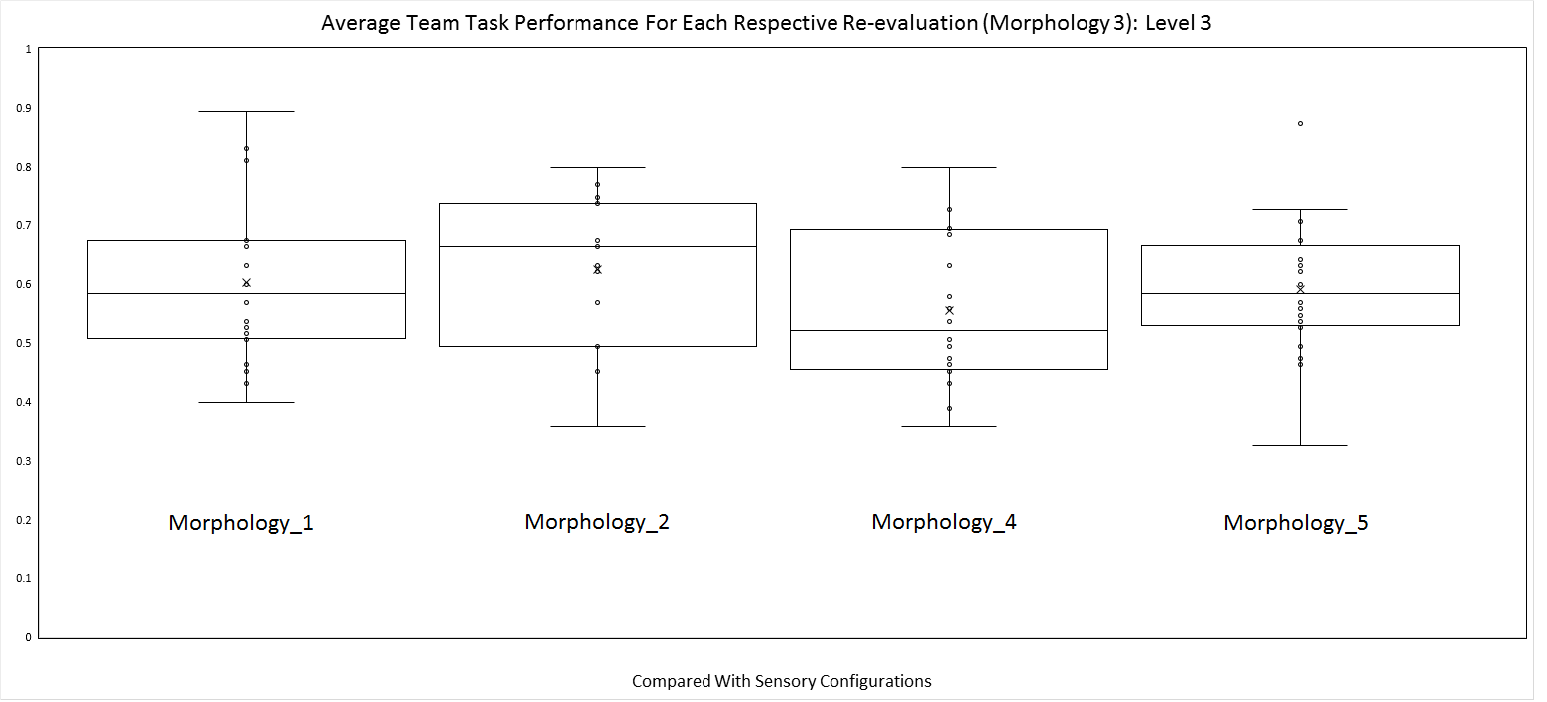 Average Team Task Performance For Each Respective Re-evaluation (Morphology 3): Level 3
1
0.9
0.8
0.7
0.6
0.5
0.4
0.3
0.2
0.1
0
Morphology_1
Morphology_2
Morphology_4
Morphology_5
Compared With Sensory Configurations